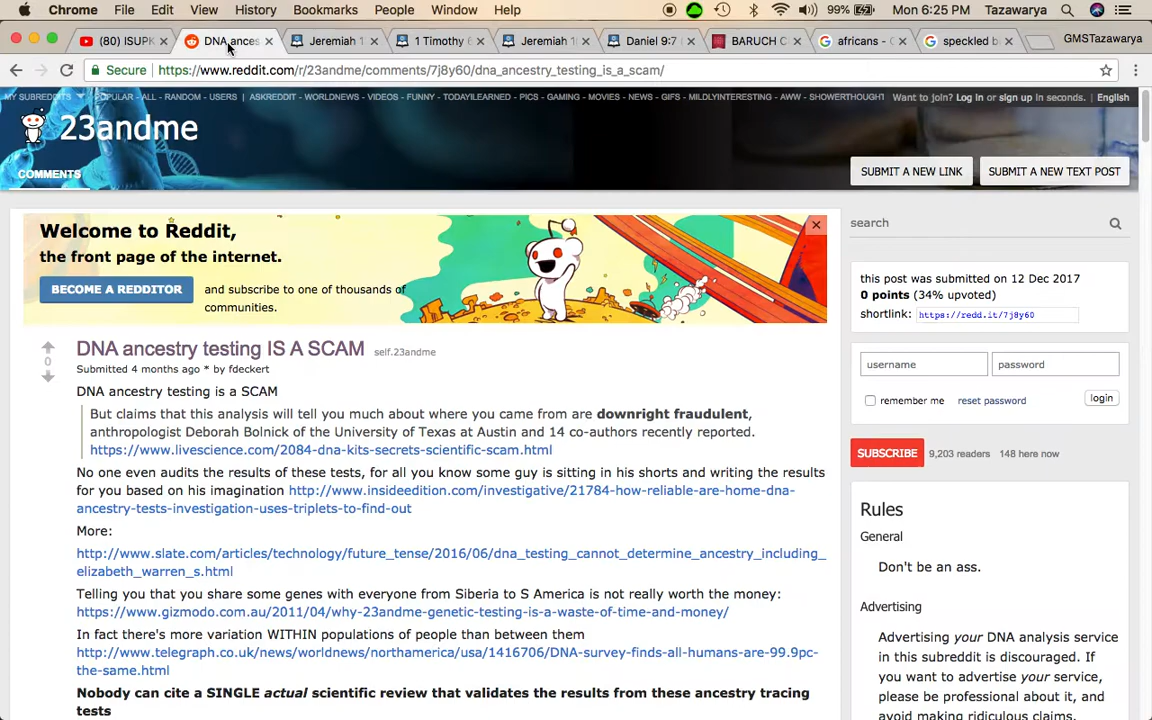 Chrome File Edit View History Bookmarks People Window Help 99% Mon 6:25 PM Tazawarya
(80) ISUPK DNA ances Jeremiah 1 1 Timothy 6 Jeremiah 1 Daniel 9:7 BARUCH C africans - G speckled b GMSTazawarya
Secure https://www.reddit.com/r/23andme/comments/7j8y60/dna_ancestry_testing_is_a_scam/
MY SUBREDDITS POPULAR - ALL - RANDOM - USERS | ASKREDDIT - WORLDNEWS - VIDEOS - FUNNY - TODAYILEARNED - PICS - GAMING - MOVIES - NEWS - GIFS - MILDLYINTERESTING - AWW - SHOWERTHOUGHT Want to join? Log in or sign up in seconds. | English
23andme
COMMENTS
SUBMIT A NEW LINK SUBMIT A NEW TEXT POST
Welcome to Reddit,
the front page of the internet.
BECOME A REDDITOR and subscribe to one of thousands of
communities.
DNA ancestry testing IS A SCAM self.23andme
0
Submitted 4 months ago * by fdeckert
DNA ancestry testing is a SCAM
But claims that this analysis will tell you much about where you came from are downright fraudulent,
anthropologist Deborah Bolnick of the University of Texas at Austin and 14 co-authors recently reported.
https://www.livescience.com/2084-dna-kits-secrets-scientific-scam.html
No one even audits the results of these tests, for all you know some guy is sitting in his shorts and writing the results
for you based on his imagination http://www.insideedition.com/investigative/21784-how-reliable-are-home-dna-
ancestry-tests-investigation-uses-triplets-to-find-out
More:
http://www.slate.com/articles/technology/future_tense/2016/06/dna_testing_cannot_determine_ancestry_including_
elizabeth_warren_s.html
Telling you that you share some genes with everyone from Siberia to S America is not really worth the money:
https://www.gizmodo.com.au/2011/04/why-23andme-genetic-testing-is-a-waste-of-time-and-money/
In fact there's more variation WITHIN populations of people than between them
http://www.telegraph.co.uk/news/worldnews/northamerica/usa/1416706/DNA-survey-finds-all-humans-are-99.9pc-
the-same.html
Nobody can cite a SINGLE actual scientific review that validates the results from these ancestry tracing
tests
search
this post was submitted on 12 Dec 2017
0 points (34% upvoted)
shortlink: https://redd.it/7j8y60
username password
remember me reset password login
SUBSCRIBE 9,203 readers 148 here now
Rules
General
Don't be an ass.
Advertising
Advertising your DNA analysis service
in this subreddit is discouraged. If
you want to advertise your service,
please be professional about it, and
avoid making ridiculous claims.